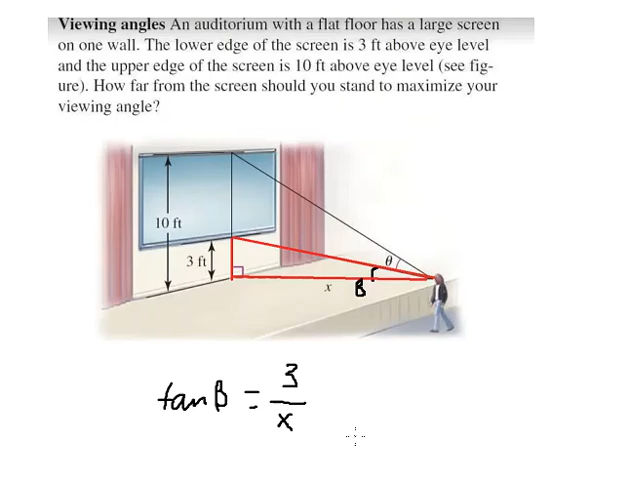 Viewing angles An auditorium with a flat floor has a large screen
on one wall. The lower edge of the screen is 3 ft above eye level
and the upper edge of the screen is 10 ft above eye level (see fig-
ure). How far from the screen should you stand to maximize your
viewing angle?
10 ft
3 ft
θ
x
B
tanβ = 3/x